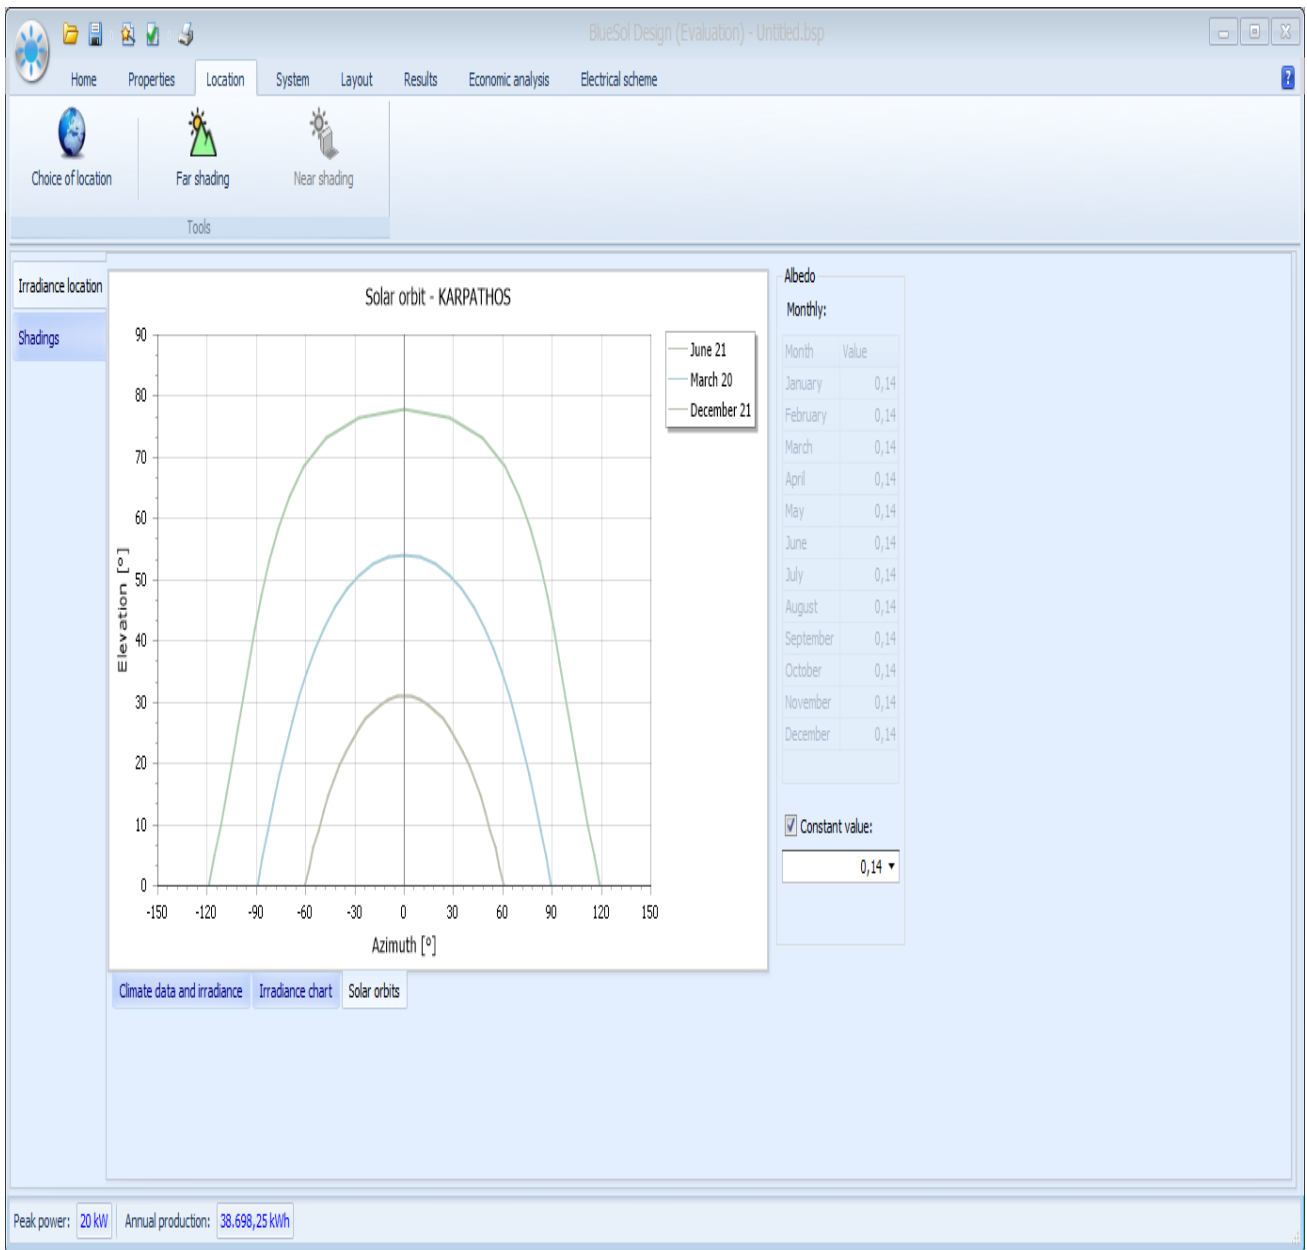 BlueSol Design (Evaluation) - Untitled.bsp
Home Properties Location System Layout Results Economic analysis Electrical scheme
?
Choice of location Far shading Near shading
Tools
Irradiance location
Shadings
Solar orbit - KARPATHOS
90
80
70
60
50
40
30
20
10
0
Elevation [°]
-150 -120 -90 -60 -30 0 30 60 90 120 150
Azimuth [°]
June 21
March 20
December 21
Climate data and irradiance Irradiance chart Solar orbits
Albedo
Monthly:
Month Value
January 0,14
February 0,14
March 0,14
April 0,14
May 0,14
June 0,14
July 0,14
August 0,14
September 0,14
October 0,14
November 0,14
December 0,14
Constant value:
0,14
Peak power: 20 kW Annual production: 38.698,25 kWh